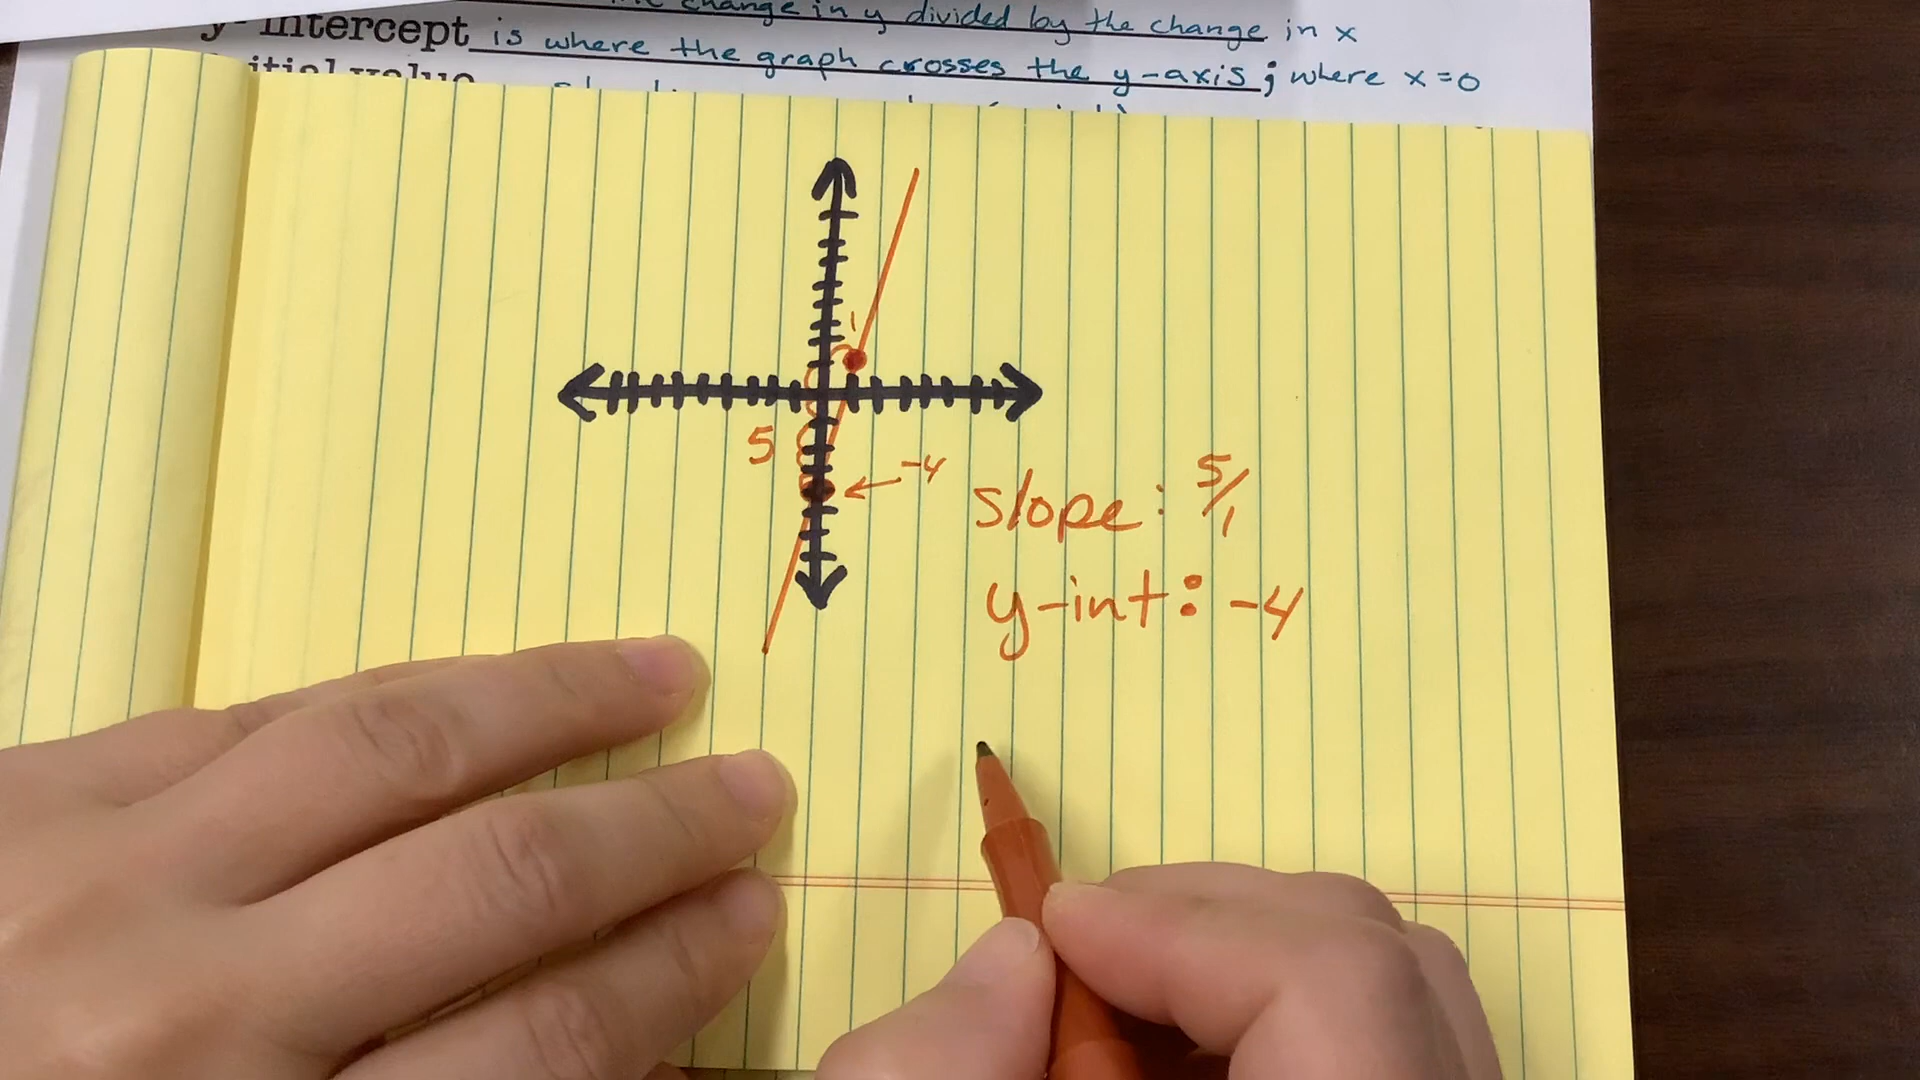 change in y divided by the change in x
y-intercept is where the graph crosses the y-axis; where x=0
value
1
5
-4
slope: 5/1
y-int: -4